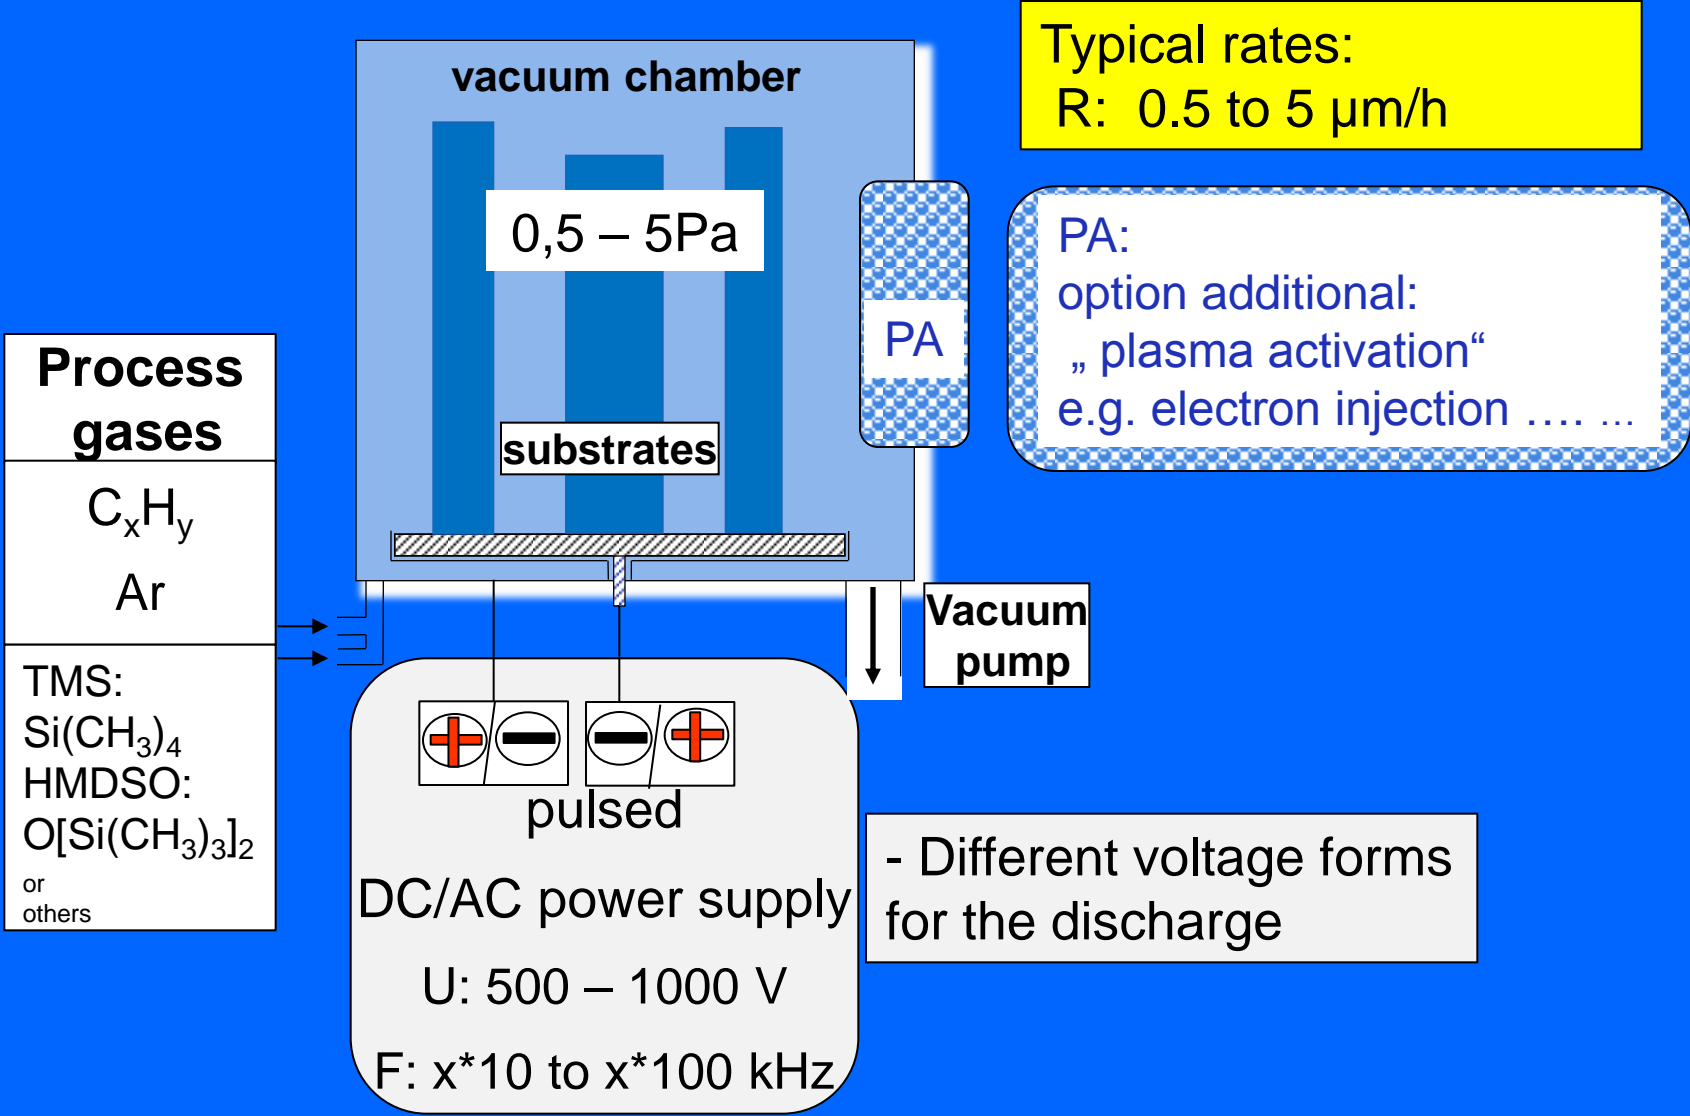 Typical rates:
R: 0.5 to 5 µm/h
vacuum chamber
0,5 – 5Pa
substrates
PA
PA:
option additional:
„ plasma activation“
e.g. electron injection …. …
Process
gases
CxHy
Ar
TMS:
Si(CH3)4
HMDSO:
O[Si(CH3)3]2
or
others
Vacuum
pump
pulsed
DC/AC power supply
U: 500 – 1000 V
F: x*10 to x*100 kHz
- Different voltage forms
for the discharge